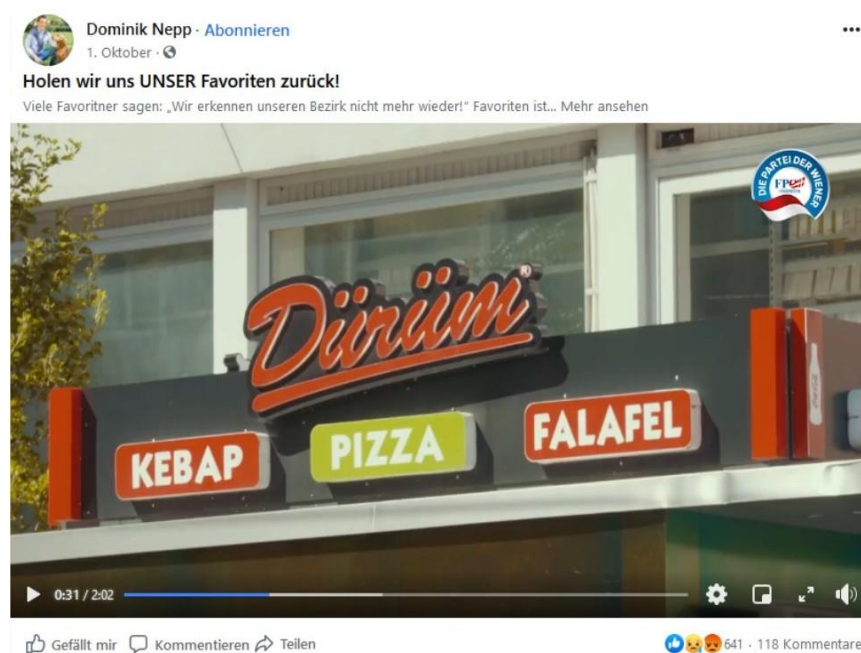 Dominik Nepp · Abonnieren
1. Oktober ·
Holen wir uns UNSER Favoriten zurück!
Viele Favoritner sagen: „Wir erkennen unseren Bezirk nicht mehr wieder!“ Favoriten ist... Mehr ansehen
DIE PARTEI DER WIENER
FPÖ
Dürüm®
KEBAP
PIZZA
FALAFEL
0:31 / 2:02
Gefällt mir Kommentieren Teilen 641 · 118 Kommentare